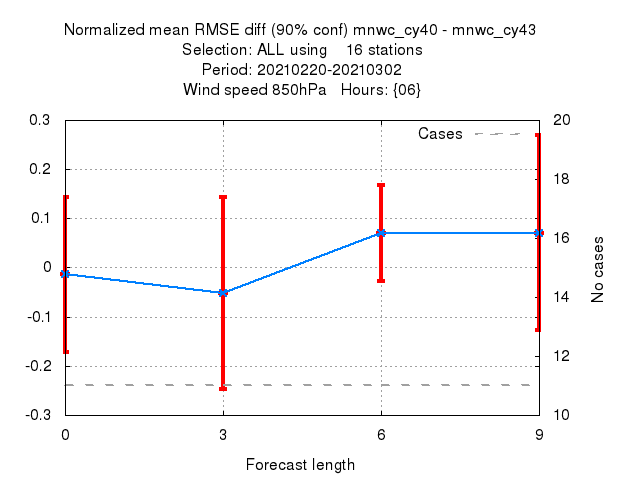 Normalized mean RMSE diff (90% conf) mnwc_cy40 - mnwc_cy43
Selection: ALL using    16 stations
Period: 20210220-20210302
Wind speed 850hPa   Hours: {06}
Cases
0.3
0.2
0.1
0
-0.1
-0.2
-0.3
20
18
16
14
12
10
No cases
0 3 6 9
Forecast length